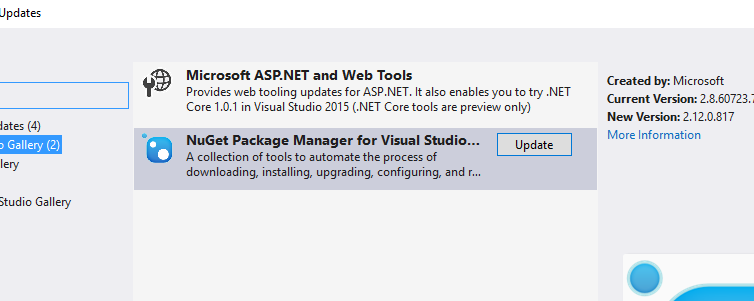 Updates
Microsoft ASP.NET and Web Tools
Provides web tooling updates for ASP.NET. It also enables you to try .NET
Core 1.0.1 in Visual Studio 2015 (.NET Core tools are preview only)
NuGet Package Manager for Visual Studio...
Update
A collection of tools to automate the process of
downloading, installing, upgrading, configuring, and r...
Created by: Microsoft
Current Version: 2.8.60723.
New Version: 2.12.0.817
More Information
(4)
Gallery (2)
Studio Gallery